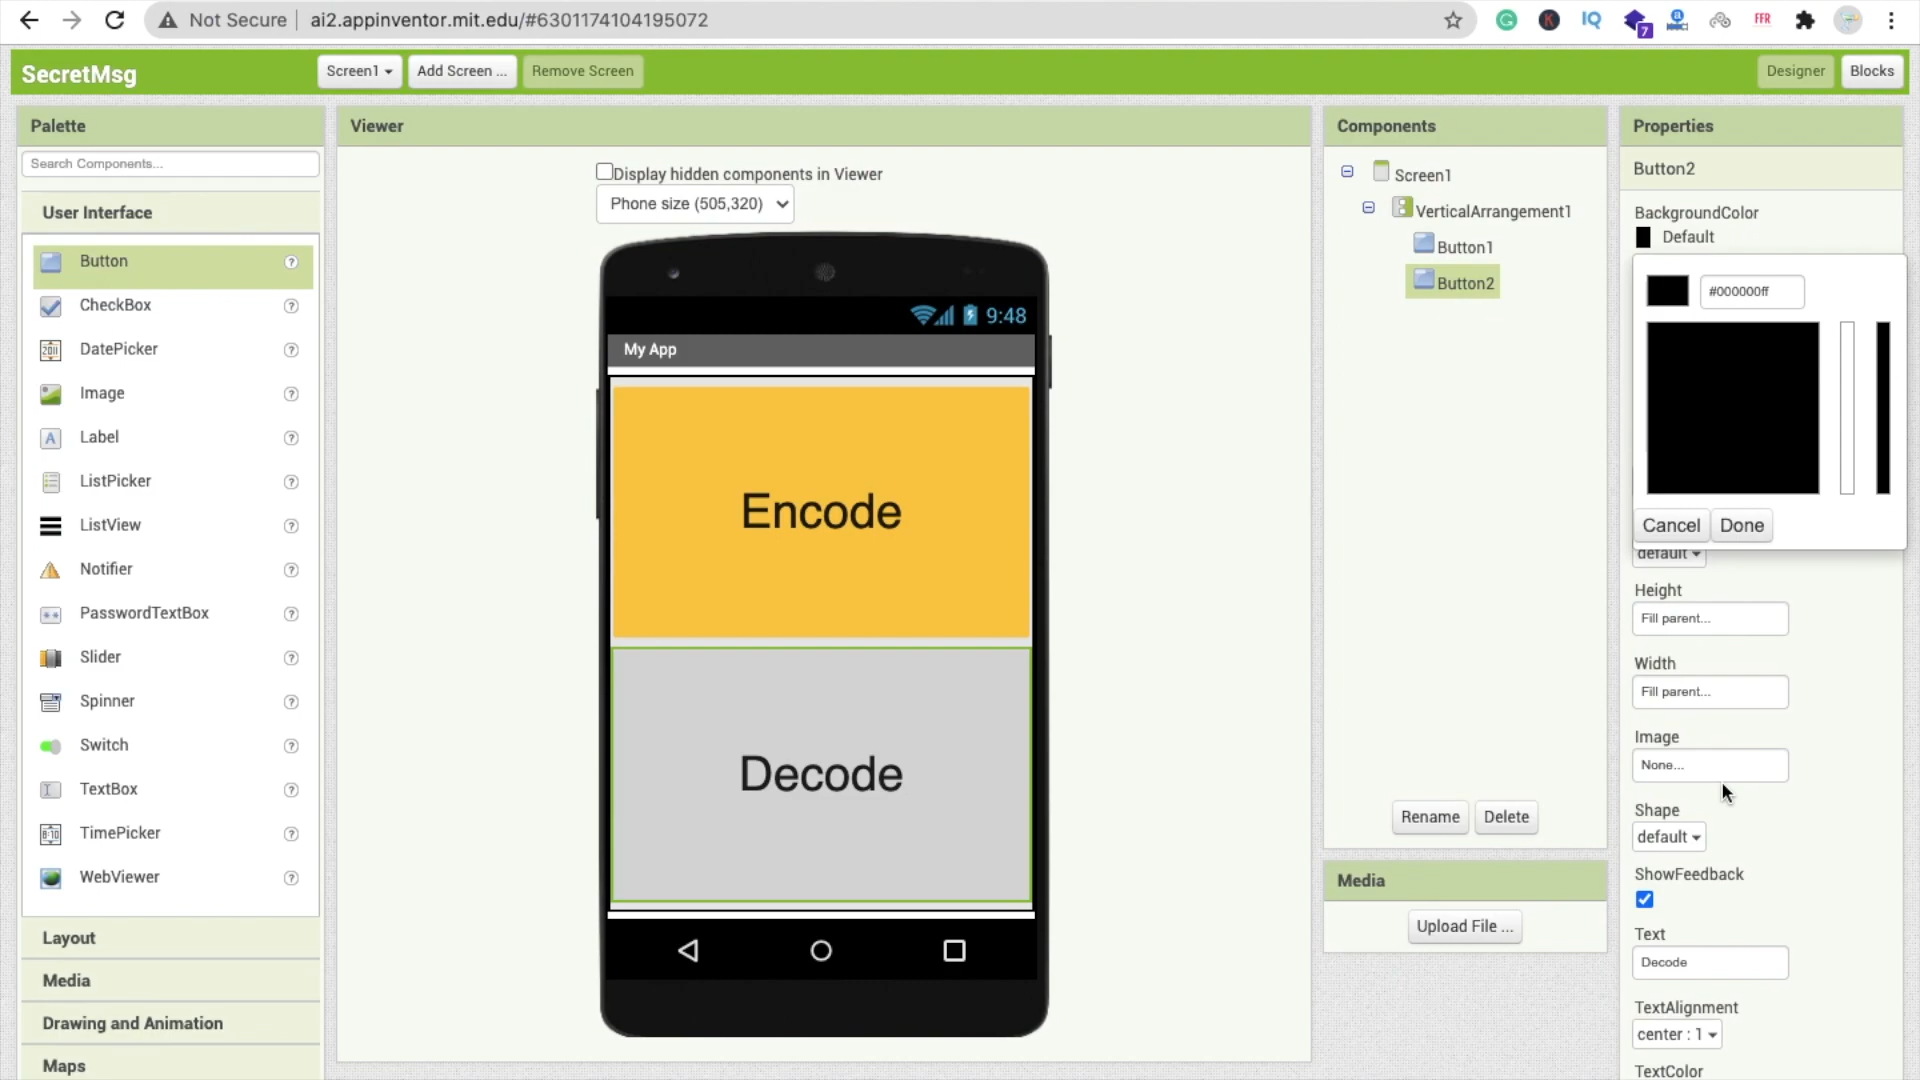 Not Secure
ai2.appinventor.mit.edu/#6301174104195072
IQ
7
FFR
SecretMsg
Screen1
Add Screen ...
Remove Screen
Designer
Blocks
Palette
Search Components...
User Interface
Button
?
CheckBox
?
DatePicker
?
Image
?
Label
?
ListPicker
?
ListView
?
Notifier
?
PasswordTextBox
?
Slider
?
Spinner
?
Switch
?
TextBox
?
TimePicker
?
WebViewer
?
Layout
Media
Drawing and Animation
Maps
Viewer
Display hidden components in Viewer
Phone size (505,320)
9:48
My App
Encode
Decode
Components
Screen1
VerticalArrangement1
Button1
Button2
Rename
Delete
Media
Upload File ...
Properties
Button2
BackgroundColor
Default
#000000ff
Cancel
Done
default
Height
Fill parent...
Width
Fill parent...
Image
None...
Shape
default
ShowFeedback
Text
Decode
TextAlignment
center : 1
TextColor